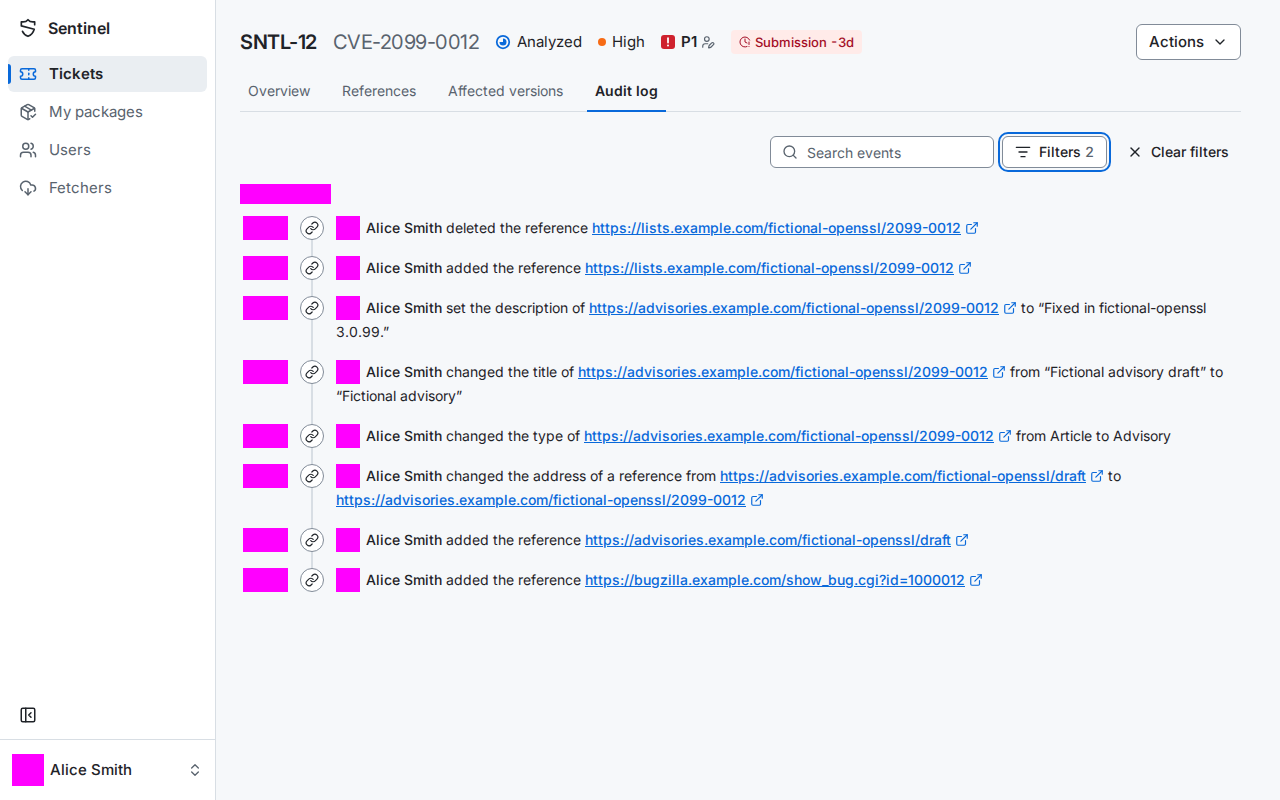 Sentinel
Tickets
My packages
Users
Fetchers
Alice Smith
SNTL-12 CVE-2099-0012 Analyzed High P1 Submission -3d
Actions
Overview References Affected versions Audit log
Search events Filters 2 Clear filters
Alice Smith deleted the reference https://lists.example.com/fictional-openssl/2099-0012
Alice Smith added the reference https://lists.example.com/fictional-openssl/2099-0012
Alice Smith set the description of https://advisories.example.com/fictional-openssl/2099-0012 to “Fixed in fictional-openssl
3.0.99.”
Alice Smith changed the title of https://advisories.example.com/fictional-openssl/2099-0012 from “Fictional advisory draft” to
“Fictional advisory”
Alice Smith changed the type of https://advisories.example.com/fictional-openssl/2099-0012 from Article to Advisory
Alice Smith changed the address of a reference from https://advisories.example.com/fictional-openssl/draft to
https://advisories.example.com/fictional-openssl/2099-0012
Alice Smith added the reference https://advisories.example.com/fictional-openssl/draft
Alice Smith added the reference https://bugzilla.example.com/show_bug.cgi?id=1000012